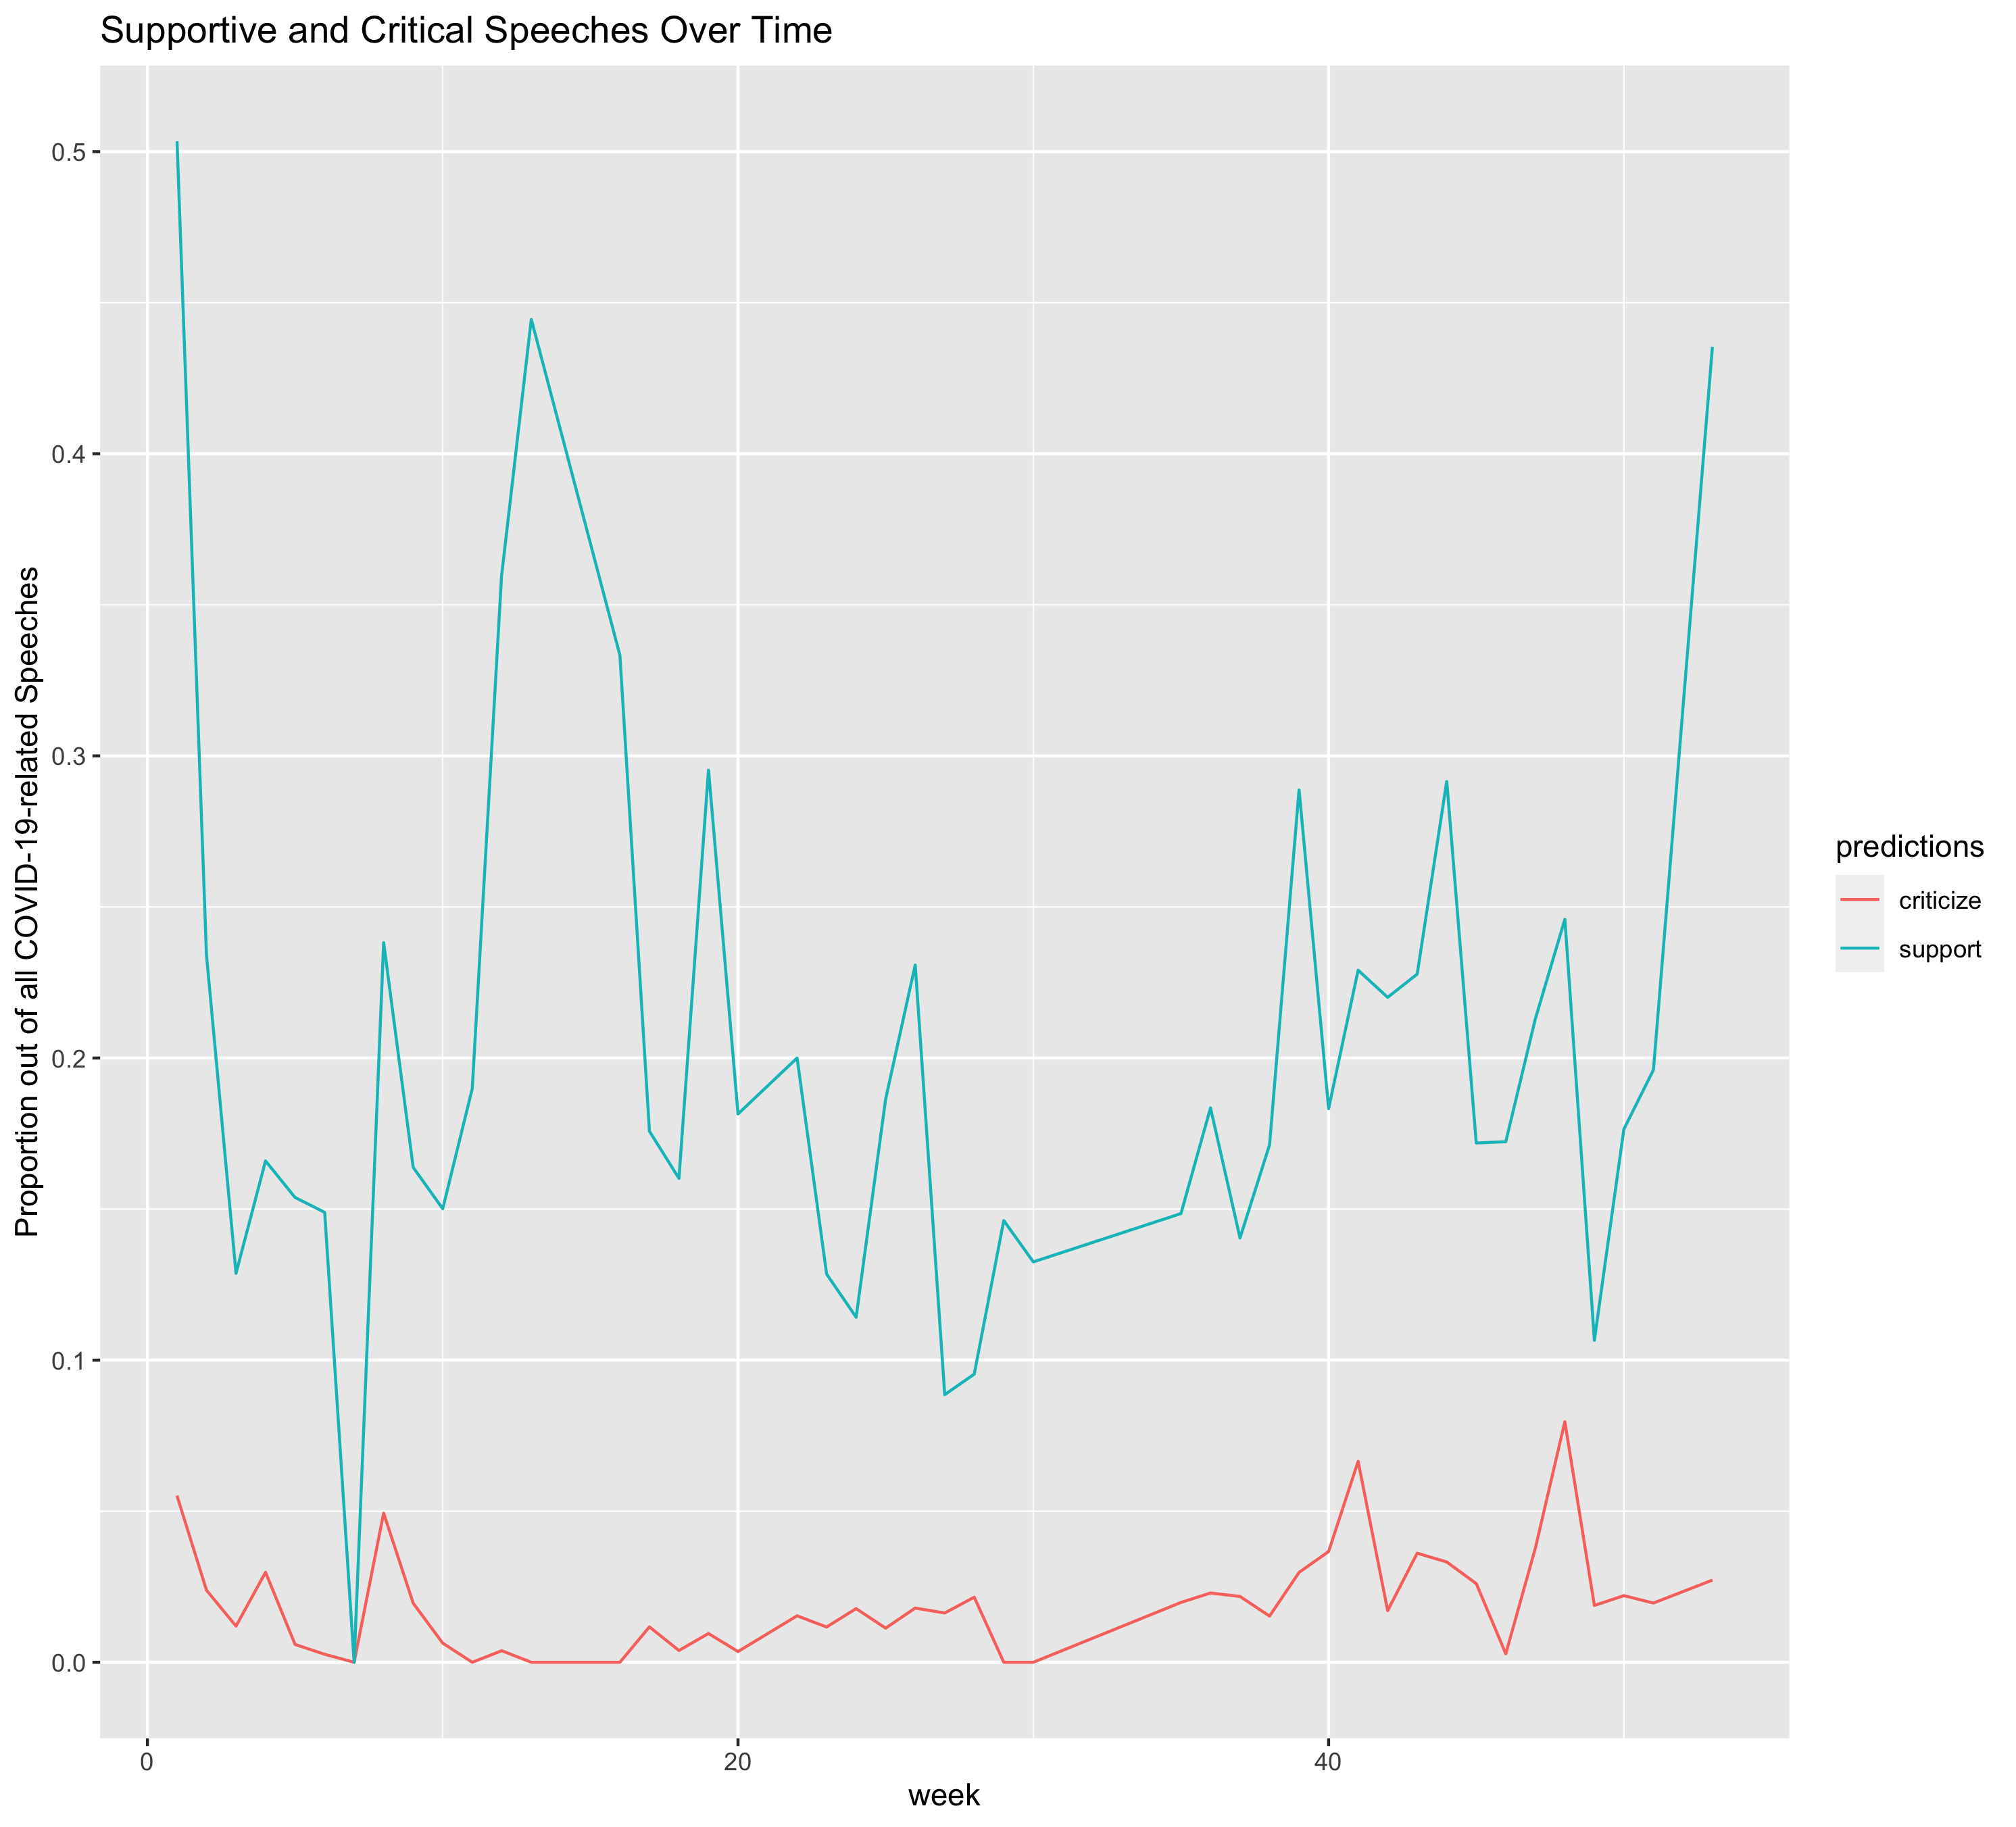 Supportive and Critical Speeches Over Time
Proportion out of all COVID-19-related Speeches
0.5
0.4
0.3
0.2
0.1
0.0
0
20
40
week
predictions
criticize
support